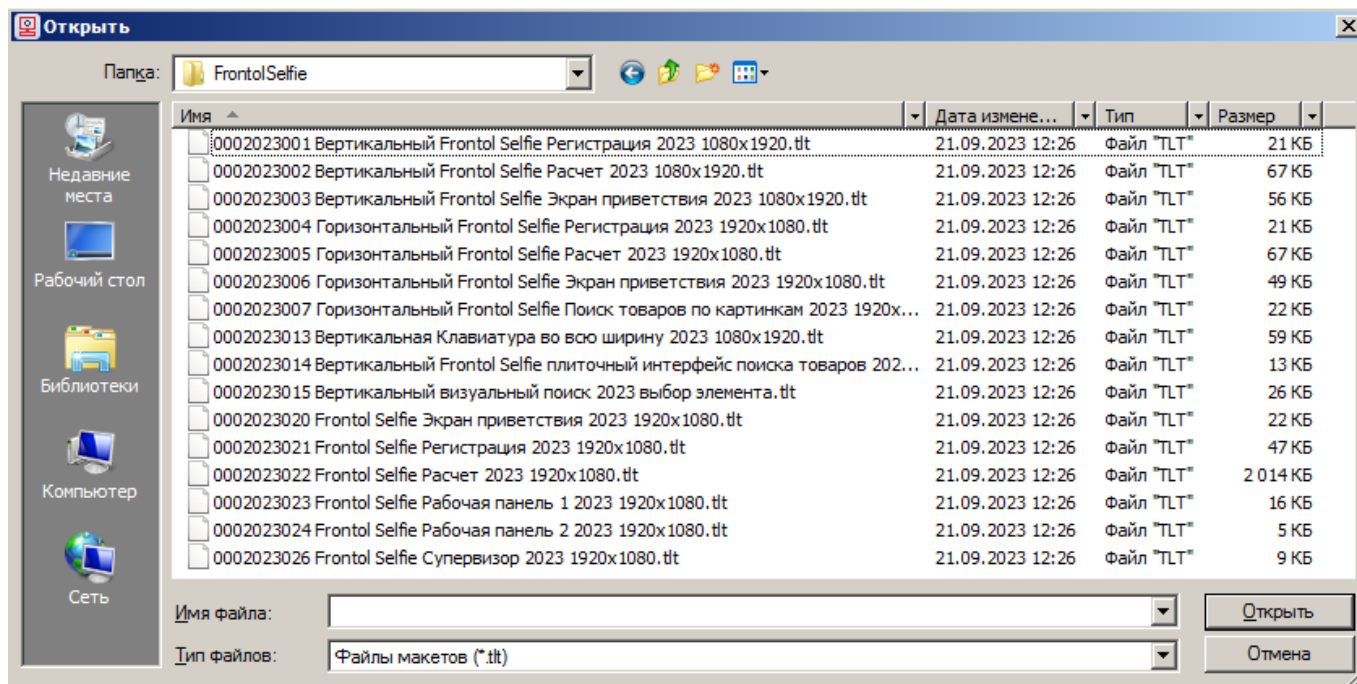 Открыть
Папка: FrontolSelfie
Имя Дата измене... Тип Размер
0002023001 Вертикальный Frontol Selfie Регистрация 2023 1080x1920.tlt 21.09.2023 12:26 Файл "TLT" 21 КБ
0002023002 Вертикальный Frontol Selfie Расчет 2023 1080x1920.tlt 21.09.2023 12:26 Файл "TLT" 67 КБ
0002023003 Вертикальный Frontol Selfie Экран приветствия 2023 1080x1920.tlt 21.09.2023 12:26 Файл "TLT" 56 КБ
0002023004 Горизонтальный Frontol Selfie Регистрация 2023 1920x1080.tlt 21.09.2023 12:26 Файл "TLT" 21 КБ
0002023005 Горизонтальный Frontol Selfie Расчет 2023 1920x1080.tlt 21.09.2023 12:26 Файл "TLT" 67 КБ
0002023006 Горизонтальный Frontol Selfie Экран приветствия 2023 1920x1080.tlt 21.09.2023 12:26 Файл "TLT" 49 КБ
0002023007 Горизонтальный Frontol Selfie Поиск товаров по картинкам 2023 1920x... 21.09.2023 12:26 Файл "TLT" 22 КБ
0002023013 Вертикальная Клавиатура во всю ширину 2023 1080x1920.tlt 21.09.2023 12:26 Файл "TLT" 59 КБ
0002023014 Вертикальный Frontol Selfie плиточный интерфейс поиска товаров 202... 21.09.2023 12:26 Файл "TLT" 13 КБ
0002023015 Вертикальный визуальный поиск 2023 выбор элемента.tlt 21.09.2023 12:26 Файл "TLT" 26 КБ
0002023020 Frontol Selfie Экран приветствия 2023 1920x1080.tlt 21.09.2023 12:26 Файл "TLT" 22 КБ
0002023021 Frontol Selfie Регистрация 2023 1920x1080.tlt 21.09.2023 12:26 Файл "TLT" 47 КБ
0002023022 Frontol Selfie Расчет 2023 1920x1080.tlt 21.09.2023 12:26 Файл "TLT" 2 014 КБ
0002023023 Frontol Selfie Рабочая панель 1 2023 1920x1080.tlt 21.09.2023 12:26 Файл "TLT" 16 КБ
0002023024 Frontol Selfie Рабочая панель 2 2023 1920x1080.tlt 21.09.2023 12:26 Файл "TLT" 5 КБ
0002023026 Frontol Selfie Супервизор 2023 1920x1080.tlt 21.09.2023 12:26 Файл "TLT" 9 КБ
Недавние
места
Рабочий стол
Библиотеки
Компьютер
Сеть
Имя файла: Открыть
Тип файлов: Файлы макетов (*.tlt) Отмена